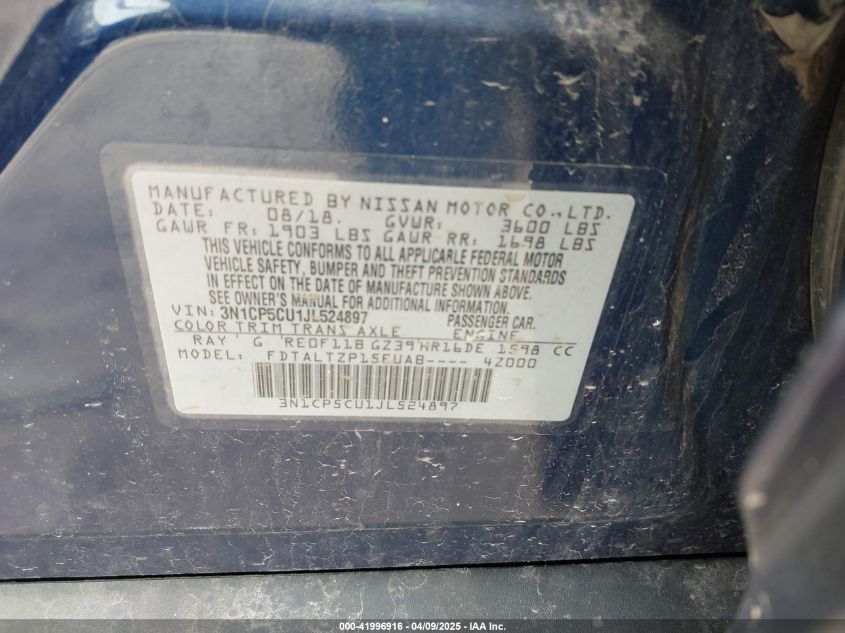 MANUFACTURED BY NISSAN MOTOR CO.,LTD.
DATE: 08/18. GVWR: 3600 LBS
GAWR FR: 1903 LBS GAWR RR: 1698 LBS
THIS VEHICLE CONFORMS TO ALL APPLICABLE FEDERAL MOTOR
VEHICLE SAFETY, BUMPER AND THEFT PREVENTION STANDARDS
IN EFFECT ON THE DATE OF MANUFACTURE SHOWN ABOVE.
SEE OWNER'S MANUAL FOR ADDITIONAL INFORMATION.
VIN: 3N1CP5CU1JL524897 PASSENGER CAR.
COLOR TRIM TRANS AXLE ENGINE
RAY G RE0F11B GZ39 HR16DE 1598 CC
MODEL: FDTALTZP15EUAB---- 4Z000
3N1CP5CU1JL524897
000-41996916 - 04/09/2025 - IAA Inc.